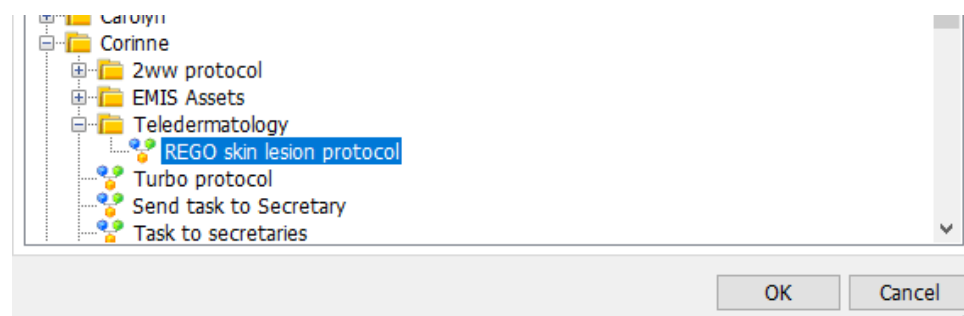 Carolyn
Corinne
2ww protocol
EMIS Assets
Teledermatology
REGO skin lesion protocol
Turbo protocol
Send task to Secretary
Task to secretaries
OK Cancel